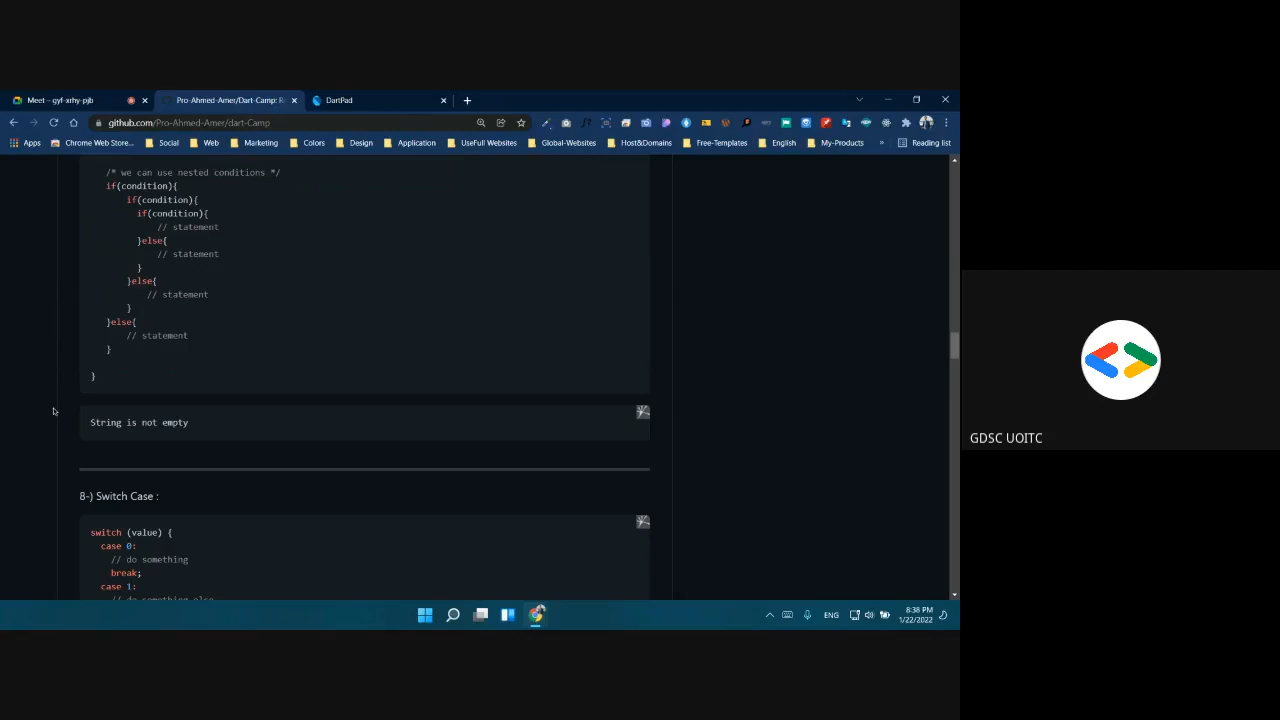 Meet - gyf-xrhy-pjb
Pro-Ahmed-Amer/Dart-Camp: R
DartPad
github.com/Pro-Ahmed-Amer/dart-Camp
Apps
Chrome Web Store...
Social
Web
Marketing
Colors
Design
Application
UseFull Websites
Global-Websites
Host&Domains
Free-Templates
English
My-Products
»
Reading list
/* we can use nested conditions */
if(condition){
if(condition){
if(condition){
// statement
}else{
// statement
}
}else{
// statement
}
}else{
// statement
}
}
String is not empty
8-) Switch Case :
switch (value) {
case 0:
// do something
break;
case 1:
// do something else
GDSC UOITC
ENG
8:38 PM
1/22/2022